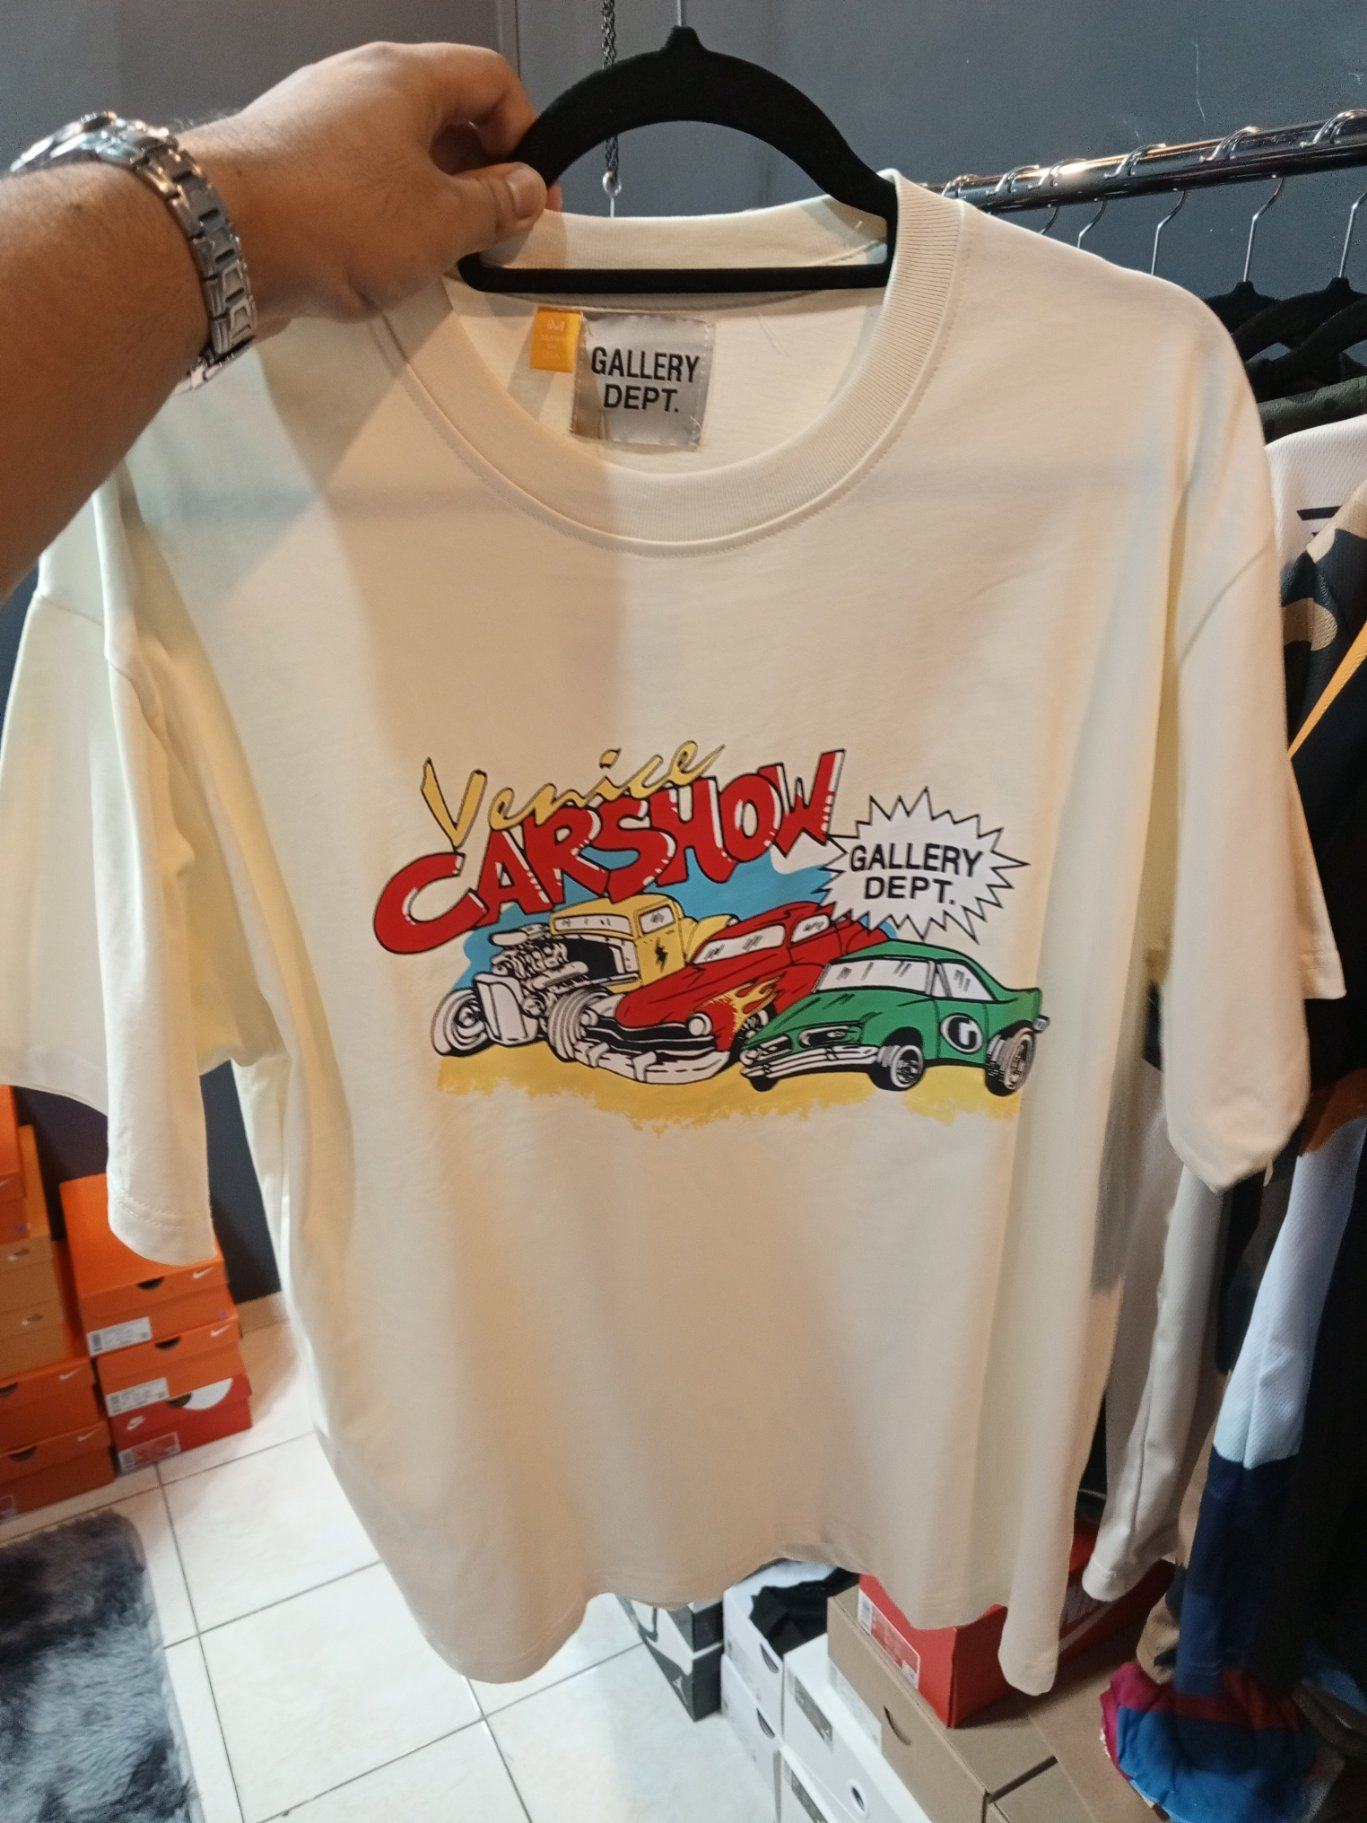 M
GALLERY
DEPT.
Venice
CARSHOW
GALLERY
DEPT.
G